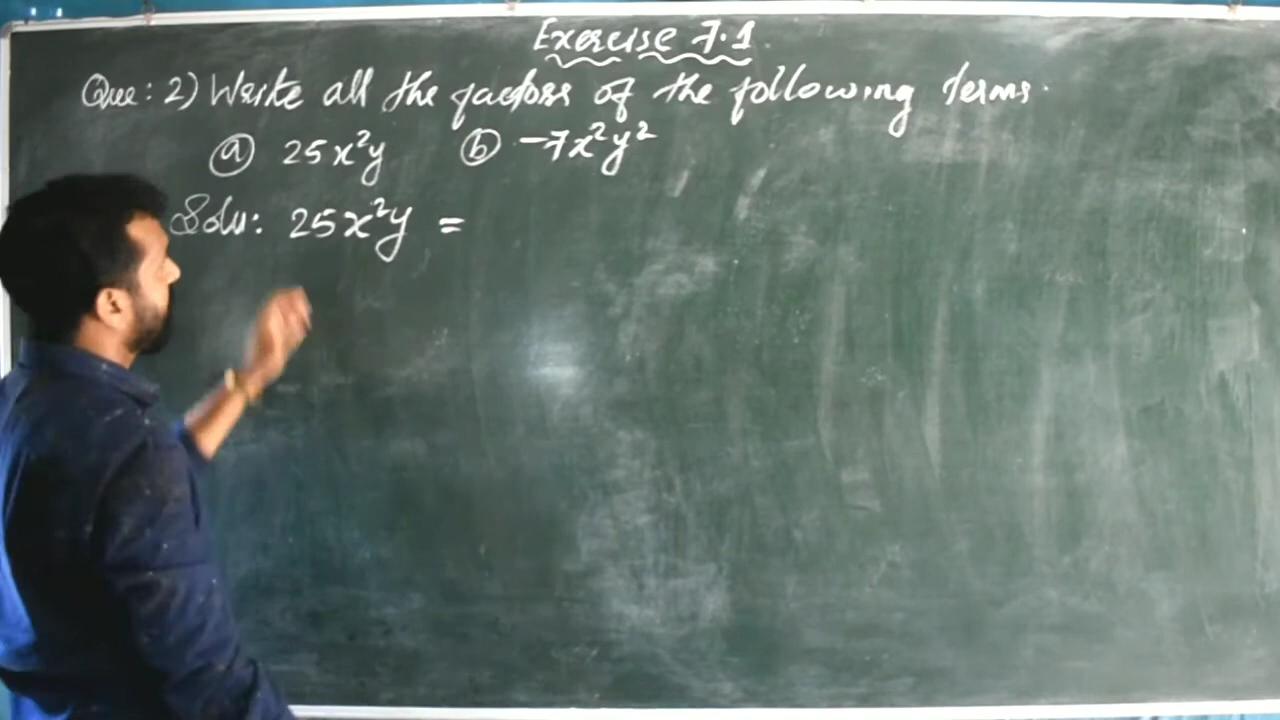 Exercise 7.1
Que: 2) Write all the factors of the following terms.
(a) 25x²y (b) -7x²y²
Solu: 25x²y =